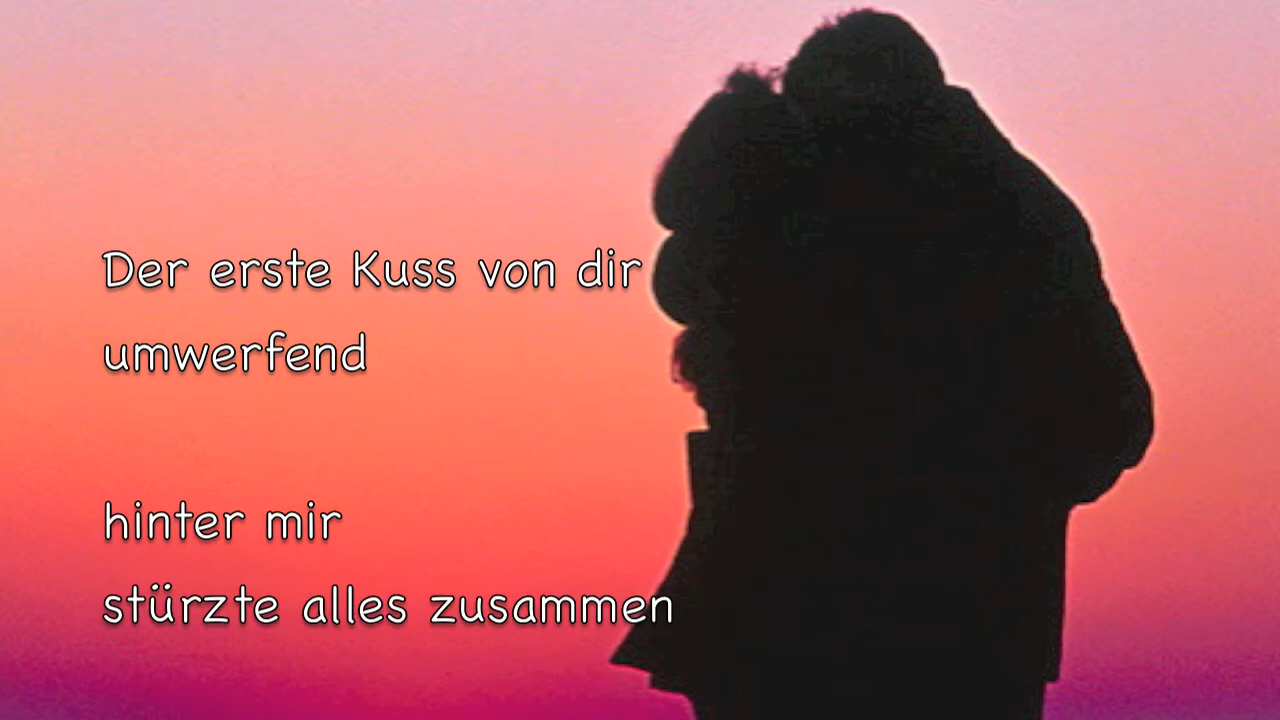 Der erste Kuss von dir
umwerfend
hinter mir
stürzte alles zusammen